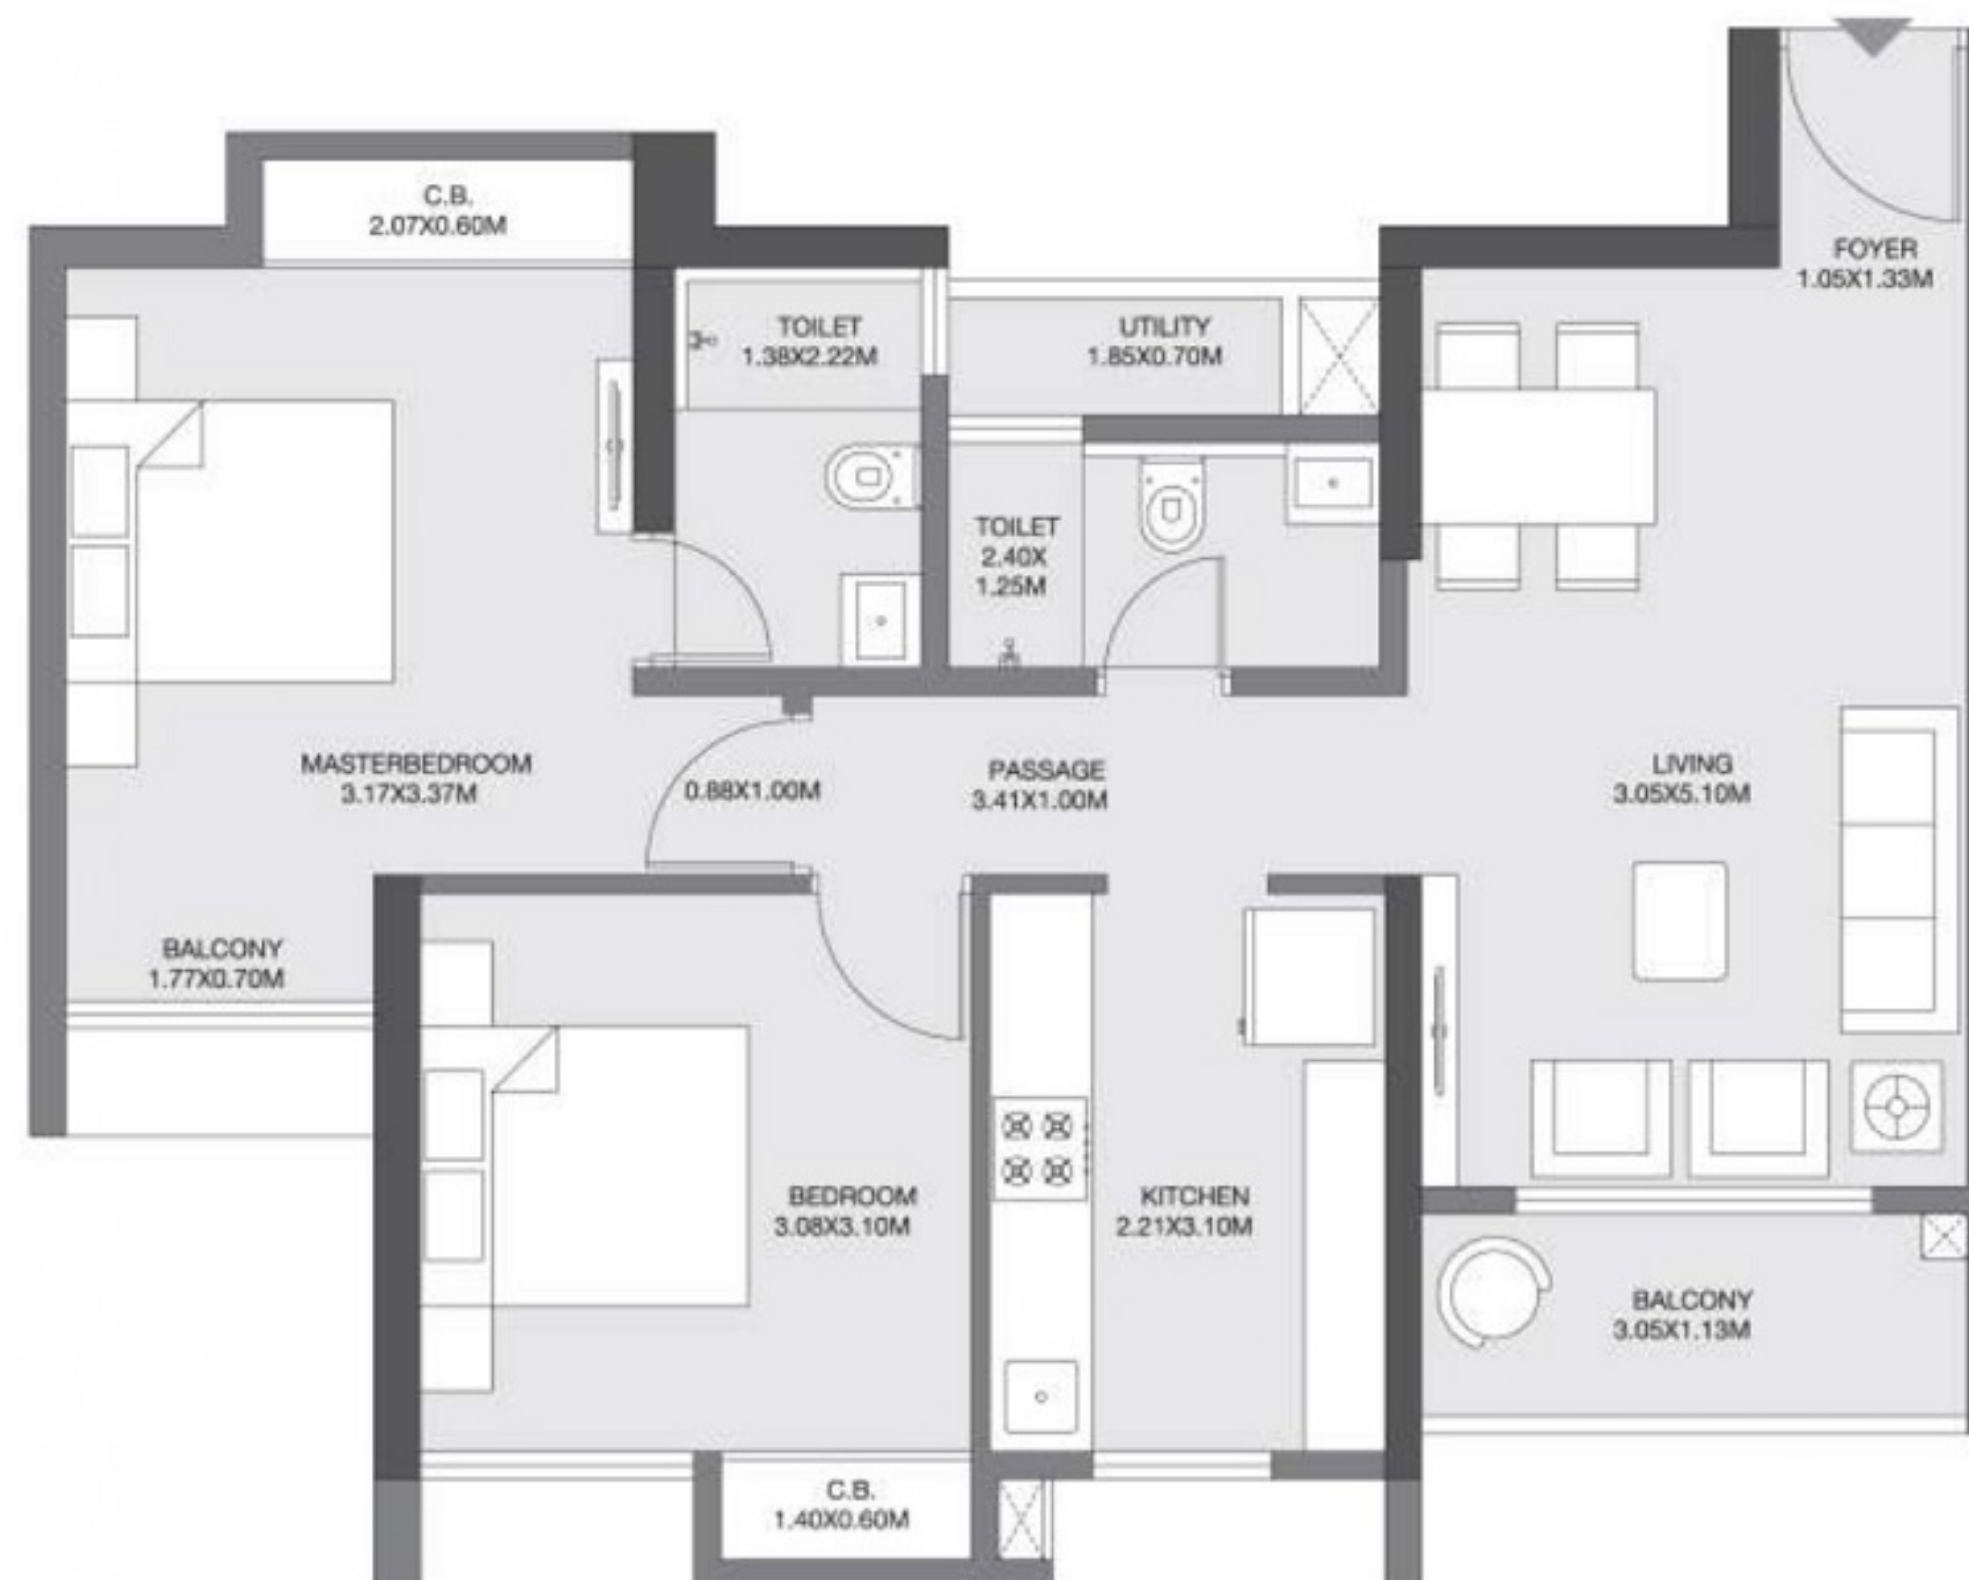 C.B.
2.07X0.60M
FOYER
1.05X1.33M
TOILET
1.38X2.22M
UTILITY
1.85X0.70M
TOILET
2.40X
1.25M
MASTERBEDROOM
3.17X3.37M
0.88X1.00M
PASSAGE
3.41X1.00M
LIVING
3.05X5.10M
BALCONY
1.77X0.70M
BEDROOM
3.08X3.10M
KITCHEN
2.21X3.10M
BALCONY
3.05X1.13M
C.B.
1.40X0.60M